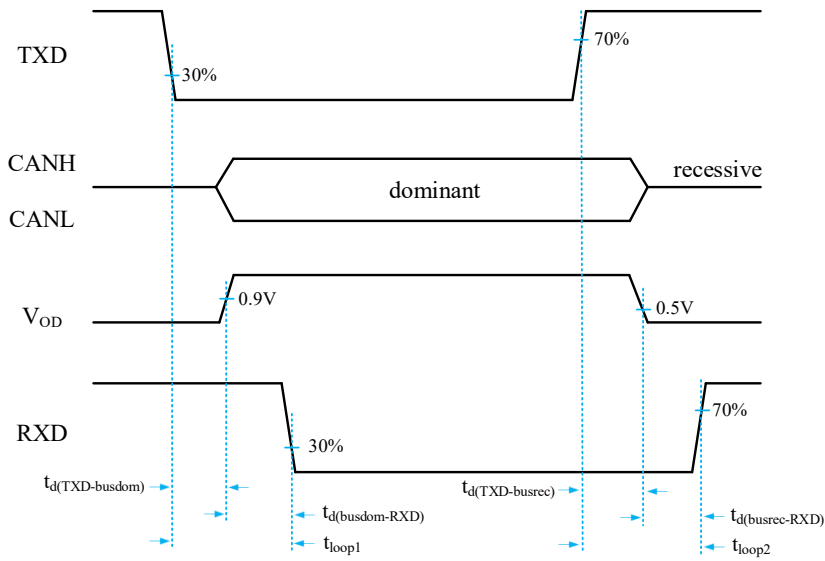 TXD
30%
70%
CANH
dominant
recessive
CANL
VOD
0.9V
0.5V
RXD
30%
70%
td(TXD-busdom)
td(TXD-busrec)
td(busdom-RXD)
td(busrec-RXD)
tloop1
tloop2